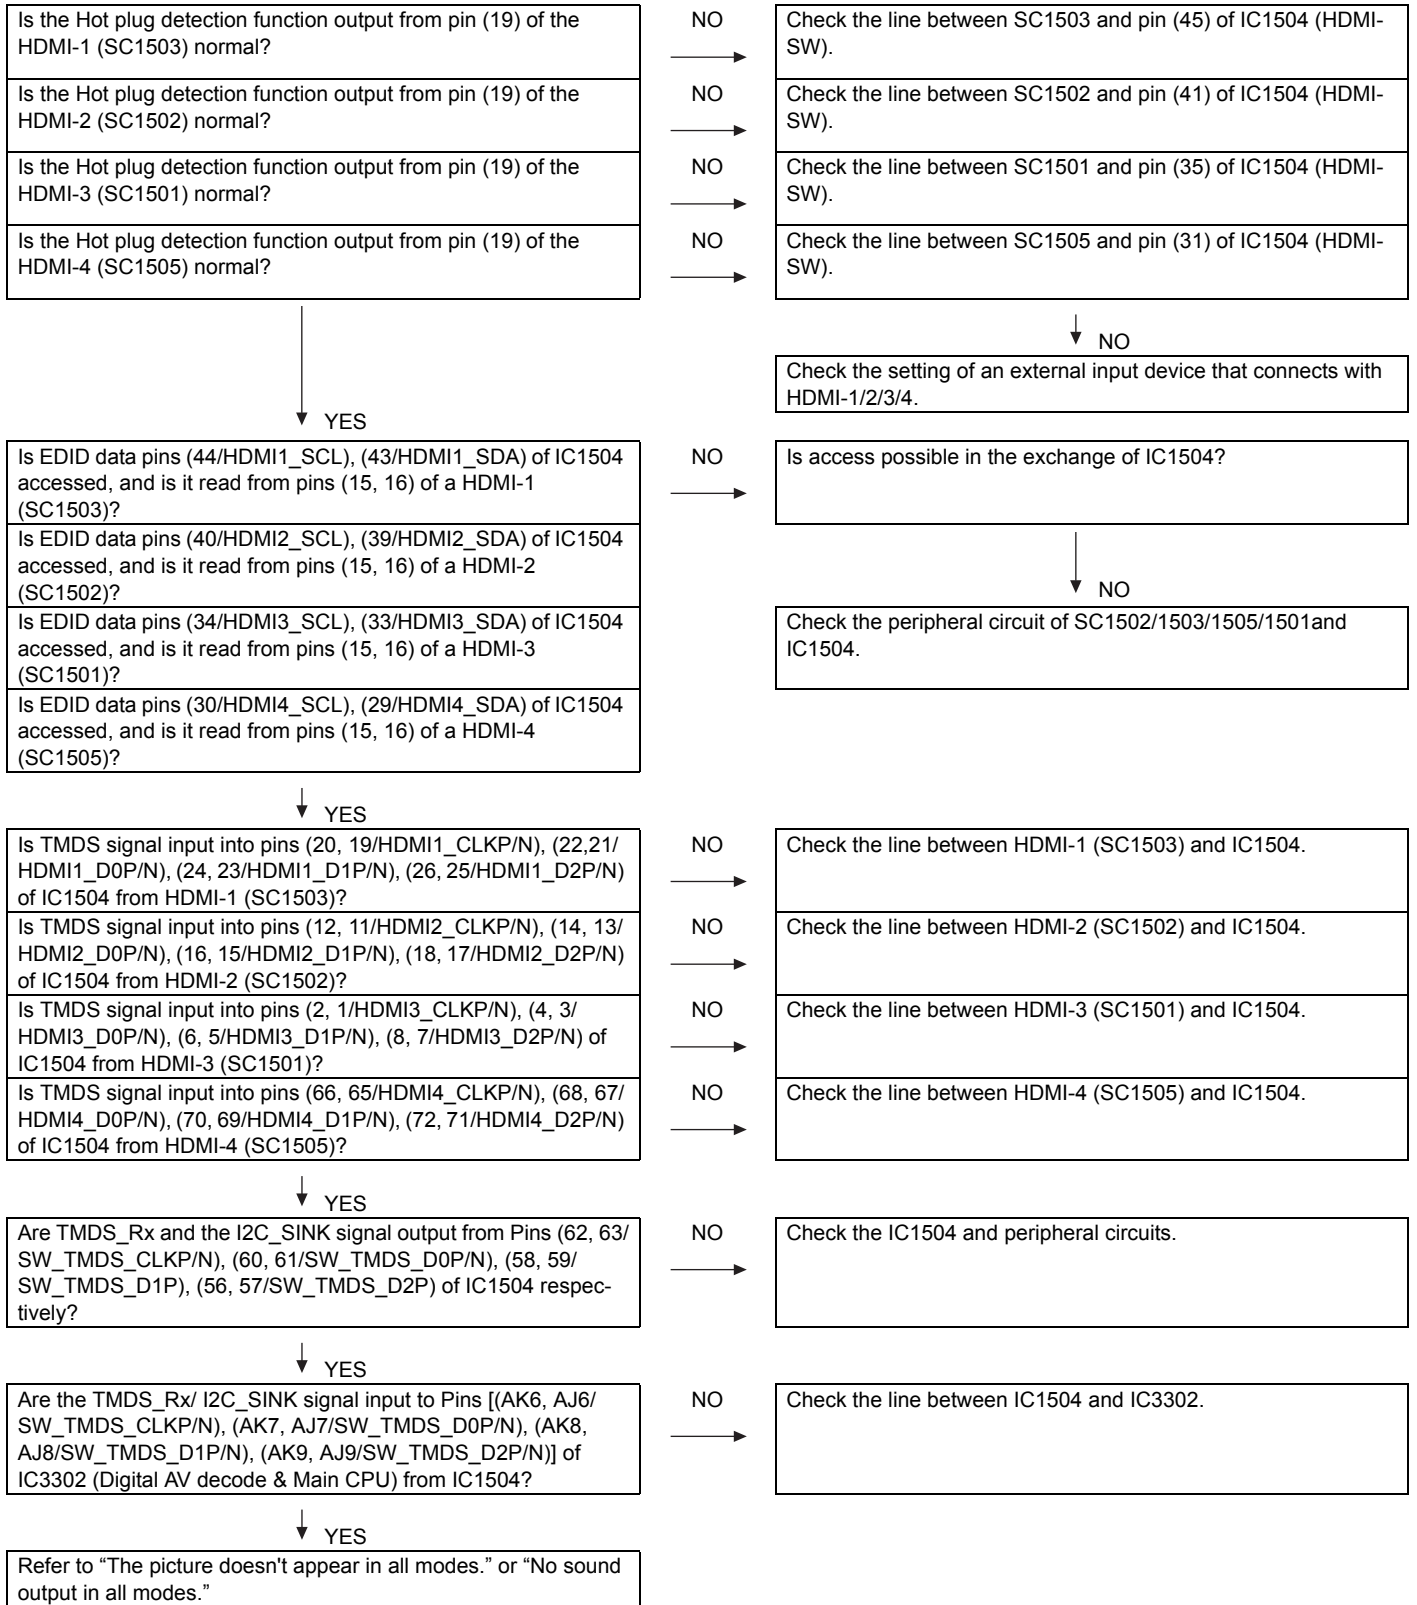 Is the Hot plug detection function output from pin (19) of the
HDMI-1 (SC1503) normal?
NO
Check the line between SC1503 and pin (45) of IC1504 (HDMI-
SW).
Is the Hot plug detection function output from pin (19) of the
HDMI-2 (SC1502) normal?
NO
Check the line between SC1502 and pin (41) of IC1504 (HDMI-
SW).
Is the Hot plug detection function output from pin (19) of the
HDMI-3 (SC1501) normal?
NO
Check the line between SC1501 and pin (35) of IC1504 (HDMI-
SW).
Is the Hot plug detection function output from pin (19) of the
HDMI-4 (SC1505) normal?
NO
Check the line between SC1505 and pin (31) of IC1504 (HDMI-
SW).
NO
Check the setting of an external input device that connects with
HDMI-1/2/3/4.
YES
Is EDID data pins (44/HDMI1_SCL), (43/HDMI1_SDA) of IC1504
accessed, and is it read from pins (15, 16) of a HDMI-1
(SC1503)?
NO
Is access possible in the exchange of IC1504?
Is EDID data pins (40/HDMI2_SCL), (39/HDMI2_SDA) of IC1504
accessed, and is it read from pins (15, 16) of a HDMI-2
(SC1502)?
NO
Is EDID data pins (34/HDMI3_SCL), (33/HDMI3_SDA) of IC1504
accessed, and is it read from pins (15, 16) of a HDMI-3
(SC1501)?
Check the peripheral circuit of SC1502/1503/1505/1501and
IC1504.
Is EDID data pins (30/HDMI4_SCL), (29/HDMI4_SDA) of IC1504
accessed, and is it read from pins (15, 16) of a HDMI-4
(SC1505)?
YES
Is TMDS signal input into pins (20, 19/HDMI1_CLKP/N), (22,21/
HDMI1_D0P/N), (24, 23/HDMI1_D1P/N), (26, 25/HDMI1_D2P/N)
of IC1504 from HDMI-1 (SC1503)?
NO
Check the line between HDMI-1 (SC1503) and IC1504.
Is TMDS signal input into pins (12, 11/HDMI2_CLKP/N), (14, 13/
HDMI2_D0P/N), (16, 15/HDMI2_D1P/N), (18, 17/HDMI2_D2P/N)
of IC1504 from HDMI-2 (SC1502)?
NO
Check the line between HDMI-2 (SC1502) and IC1504.
Is TMDS signal input into pins (2, 1/HDMI3_CLKP/N), (4, 3/
HDMI3_D0P/N), (6, 5/HDMI3_D1P/N), (8, 7/HDMI3_D2P/N) of
IC1504 from HDMI-3 (SC1501)?
NO
Check the line between HDMI-3 (SC1501) and IC1504.
Is TMDS signal input into pins (66, 65/HDMI4_CLKP/N), (68, 67/
HDMI4_D0P/N), (70, 69/HDMI4_D1P/N), (72, 71/HDMI4_D2P/N)
of IC1504 from HDMI-4 (SC1505)?
NO
Check the line between HDMI-4 (SC1505) and IC1504.
YES
Are TMDS_Rx and the I2C_SINK signal output from Pins (62, 63/
SW_TMDS_CLKP/N), (60, 61/SW_TMDS_D0P/N), (58, 59/
SW_TMDS_D1P), (56, 57/SW_TMDS_D2P) of IC1504 respec-
tively?
NO
Check the IC1504 and peripheral circuits.
YES
Are the TMDS_Rx/ I2C_SINK signal input to Pins [(AK6, AJ6/
SW_TMDS_CLKP/N), (AK7, AJ7/SW_TMDS_D0P/N), (AK8,
AJ8/SW_TMDS_D1P/N), (AK9, AJ9/SW_TMDS_D2P/N)] of
IC3302 (Digital AV decode & Main CPU) from IC1504?
NO
Check the line between IC1504 and IC3302.
YES
Refer to “The picture doesn't appear in all modes.” or “No sound
output in all modes.”